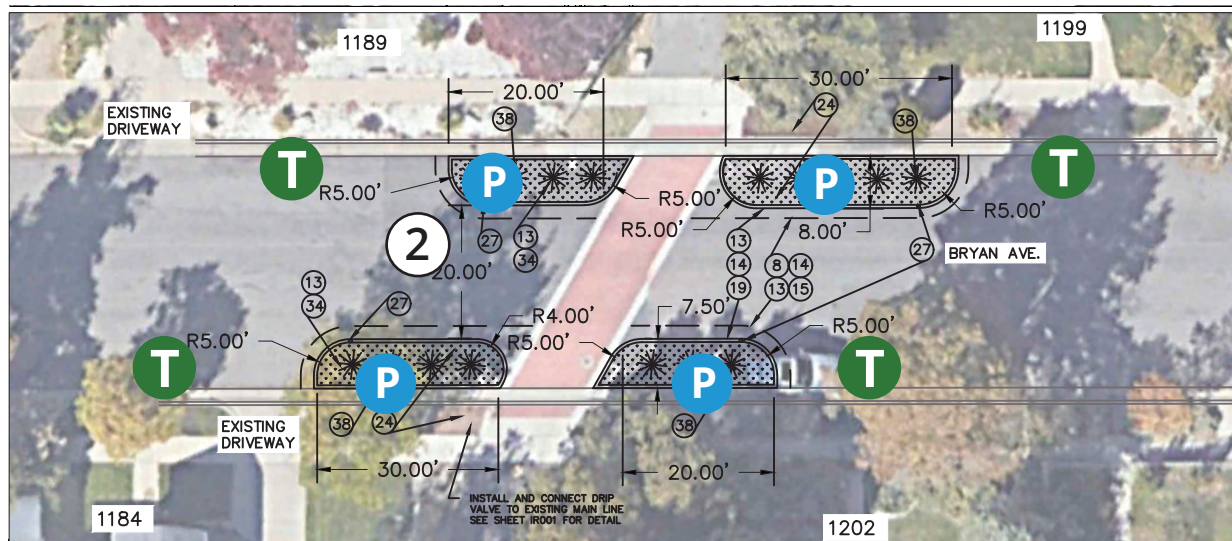 1189
1199
20.00'
30.00'
EXISTING
DRIVEWAY
38
24
38
T
P
P
T
R5.00'
R5.00'
R5.00'
8.00'
R5.00'
2
27
13
34
20.00'
13
14
19
8
14
13
15
27
BRYAN AVE.
13
34
27
R4.00'
7.50'
R5.00'
R5.00'
R5.00'
T
P
P
T
38
24
38
EXISTING
DRIVEWAY
30.00'
20.00'
INSTALL AND CONNECT DRIP
VALVE TO EXISTING MAIN LINE
SEE SHEET IR001 FOR DETAIL
1184
1202